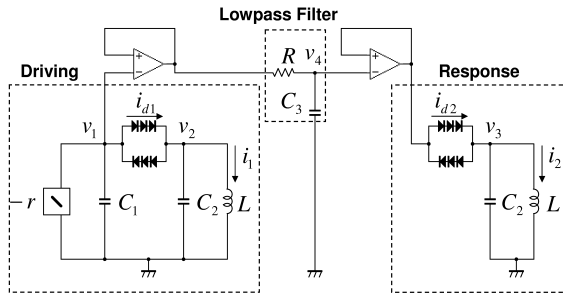 Lowpass Filter
Driving
Response
+
−
R
v4
+
−
C3
id1
v1
v2
i1
−r
C1
C2
L
id2
v3
i2
C2
L